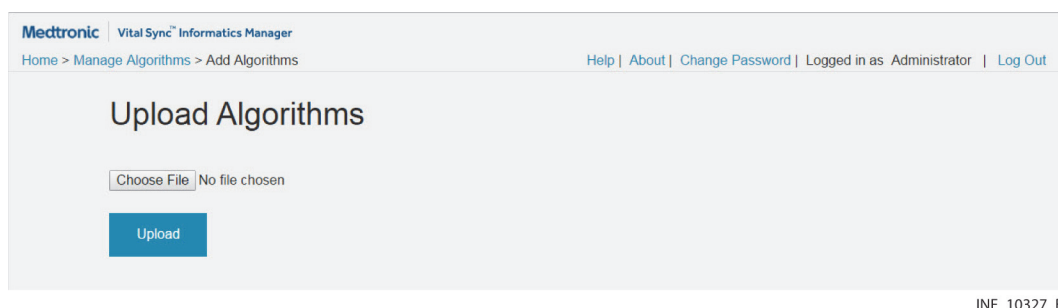 Medtronic | Vital Sync™ Informatics Manager
Home > Manage Algorithms > Add Algorithms Help | About | Change Password | Logged in as Administrator | Log Out
Upload Algorithms
Choose File No file chosen
Upload